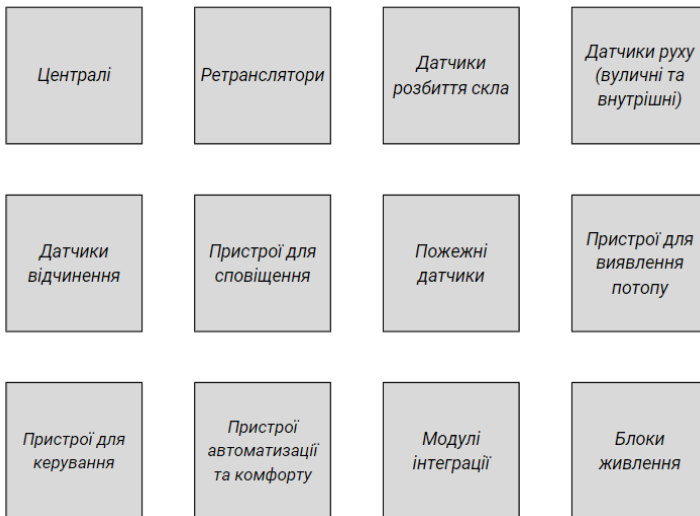 Централі
Ретранслятори
Датчики
розбиття скла
Датчики руху
(вуличні та
внутрішні)
Датчики
відчинення
Пристрої для
сповіщення
Пожежні
датчики
Пристрої для
виявлення
потопу
Пристрої для
керування
Пристрої
автоматизації
та комфорту
Модулі
інтеграції
Блоки
живлення